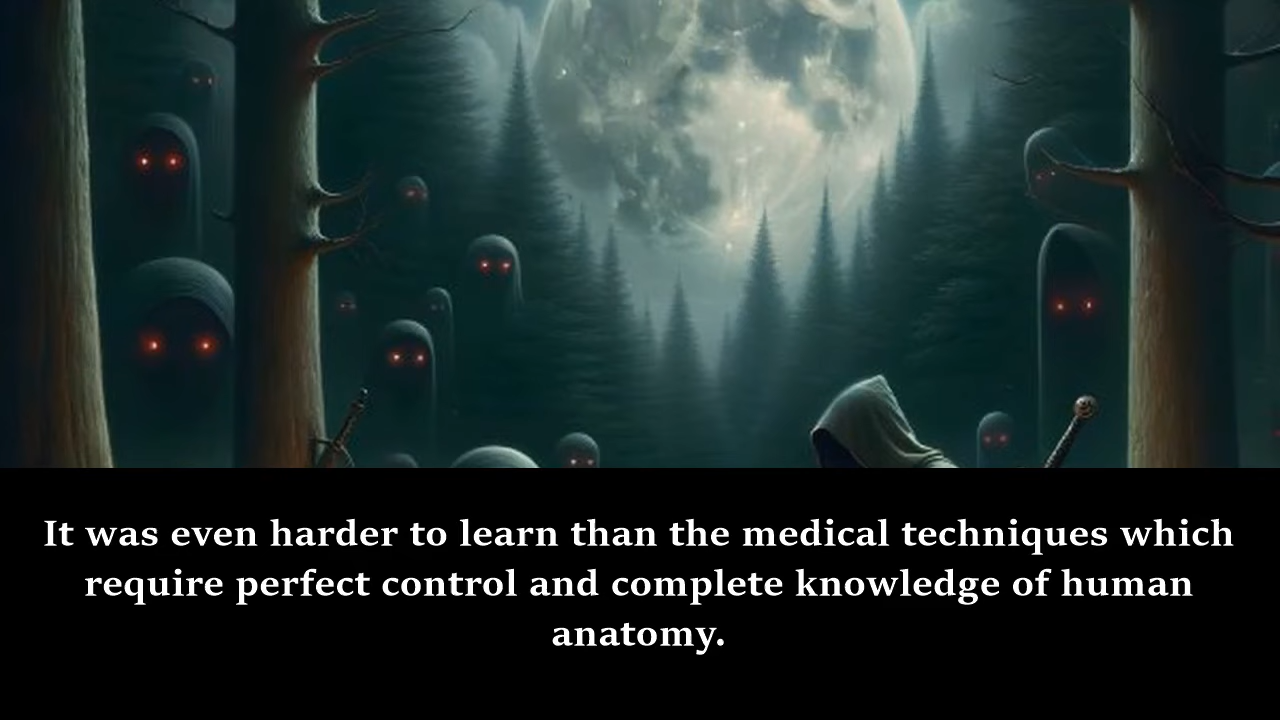 It was even harder to learn than the medical techniques which
require perfect control and complete knowledge of human
anatomy.